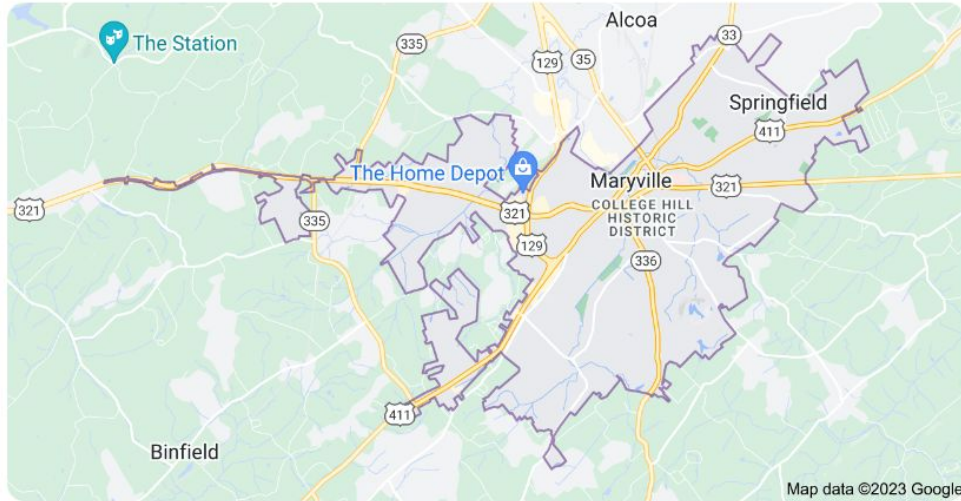 Alcoa
33
The Station
335
129
35
Springfield
411
The Home Depot
Maryville
321
COLLEGE HILL
HISTORIC
DISTRICT
321
321
335
129
336
411
Binfield
Map data ©2023 Google